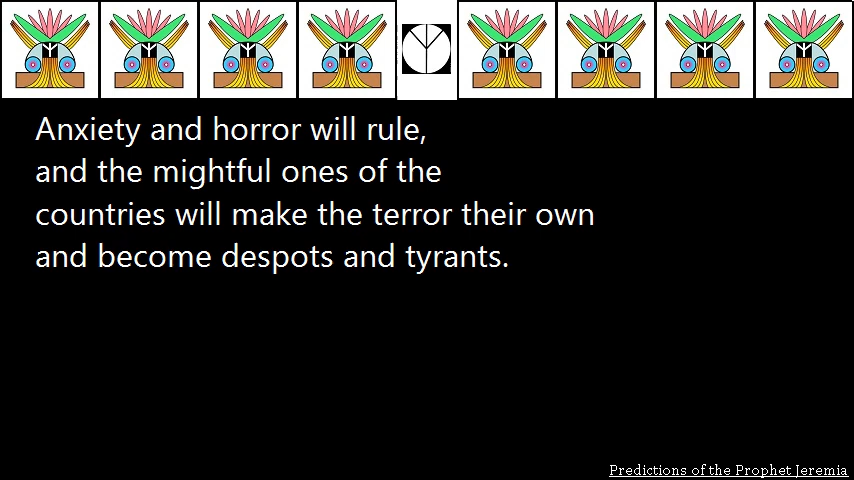 Anxiety and horror will rule,
and the mightful ones of the
countries will make the terror their own
and become despots and tyrants.
Predictions of the Prophet Jeremia